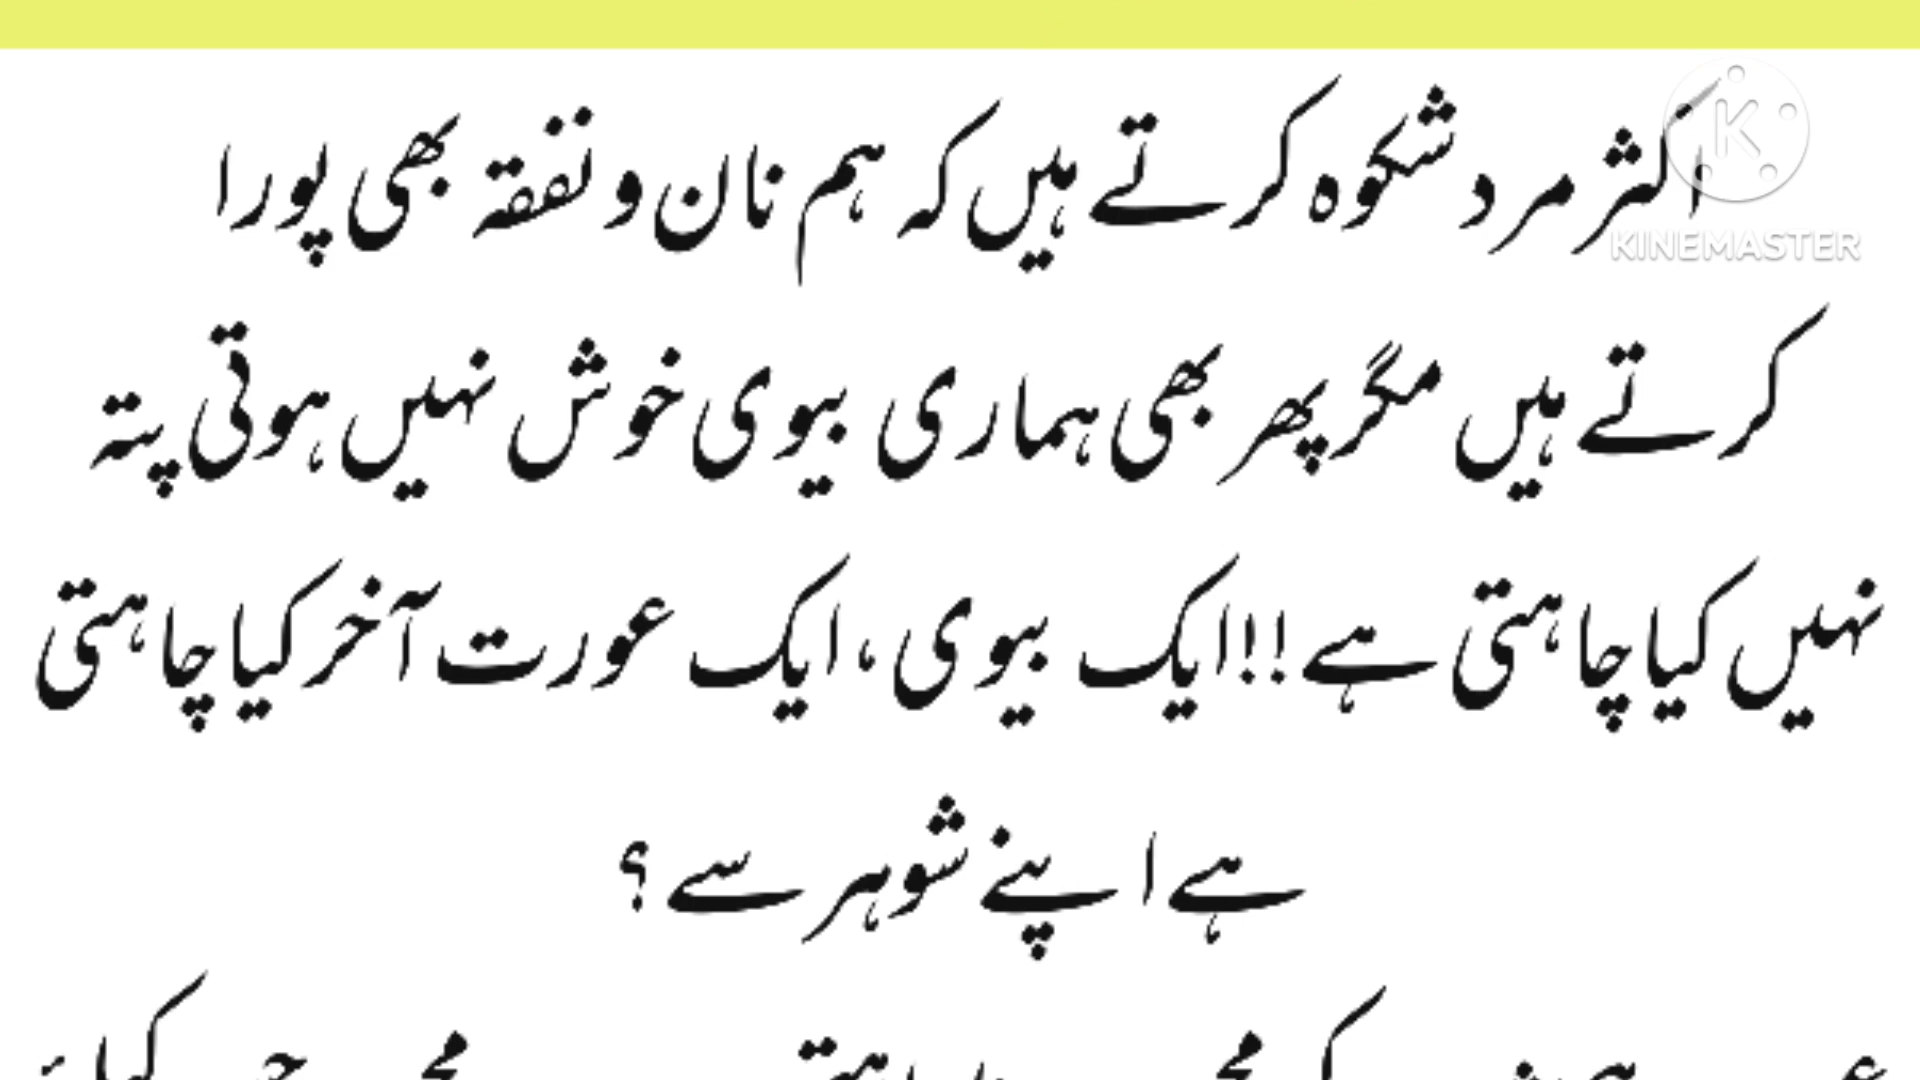 KINEMASTER
اکثر مرد شکوہ کرتے ہیں کہ ہم نان و نفقہ بھی پورا
کرتے ہیں مگر پھر بھی ہماری بیوی خوش نہیں ہوتی پتہ
نہیں کیا چاہتی ہے !!ایک بیوی ،ایک عورت آخر کیا چاہتی
ہے اپنے شوہر سے ؟